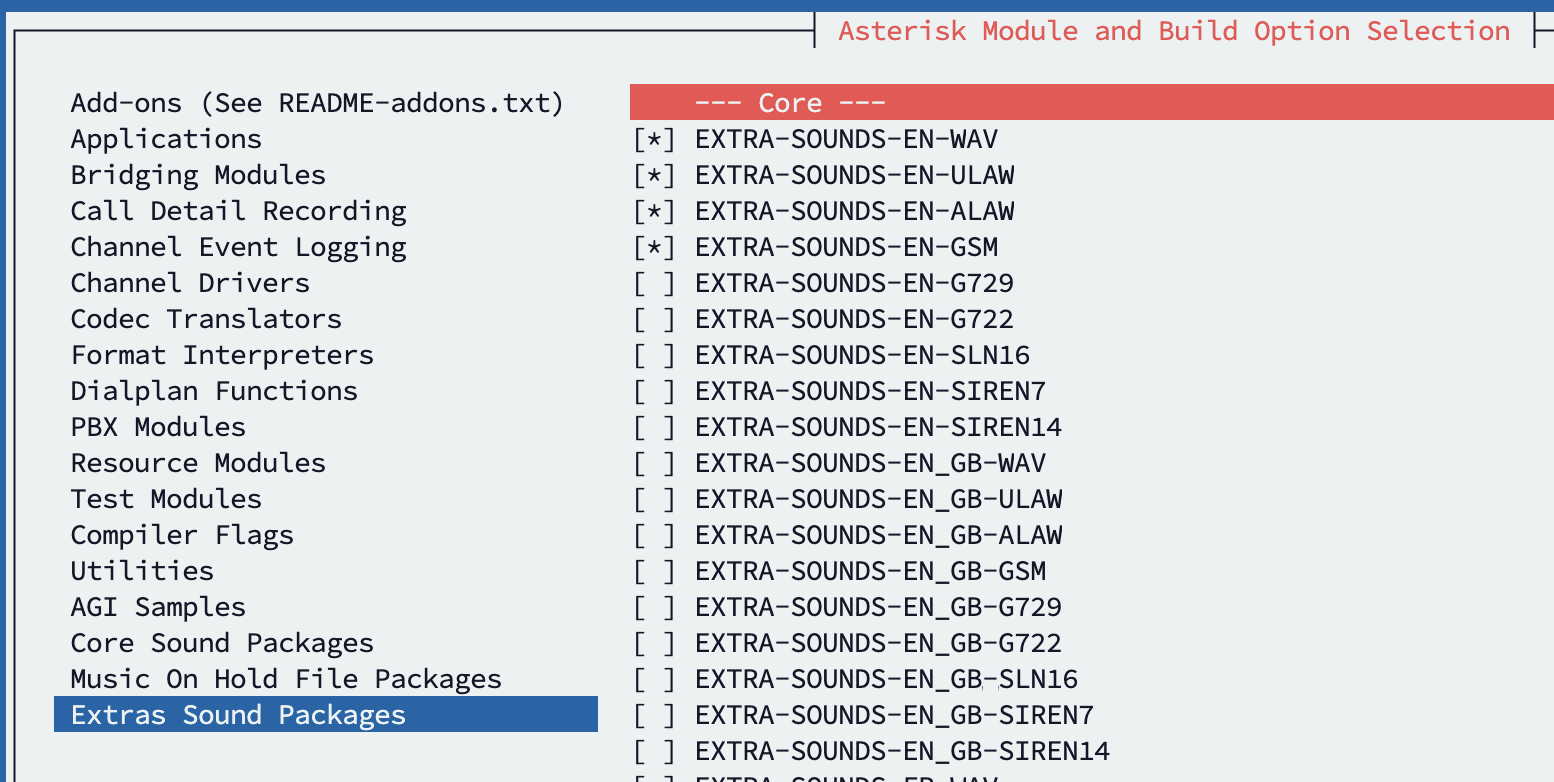 Asterisk Module and Build Option Selection
Add-ons (See README-addons.txt)
Applications
Bridging Modules
Call Detail Recording
Channel Event Logging
Channel Drivers
Codec Translators
Format Interpreters
Dialplan Functions
PBX Modules
Resource Modules
Test Modules
Compiler Flags
Utilities
AGI Samples
Core Sound Packages
Music On Hold File Packages
Extras Sound Packages
--- Core ---
[*] EXTRA-SOUNDS-EN-WAV
[*] EXTRA-SOUNDS-EN-ULAW
[*] EXTRA-SOUNDS-EN-ALAW
[*] EXTRA-SOUNDS-EN-GSM
[ ] EXTRA-SOUNDS-EN-G729
[ ] EXTRA-SOUNDS-EN-G722
[ ] EXTRA-SOUNDS-EN-SLN16
[ ] EXTRA-SOUNDS-EN-SIREN7
[ ] EXTRA-SOUNDS-EN-SIREN14
[ ] EXTRA-SOUNDS-EN_GB-WAV
[ ] EXTRA-SOUNDS-EN_GB-ULAW
[ ] EXTRA-SOUNDS-EN_GB-ALAW
[ ] EXTRA-SOUNDS-EN_GB-GSM
[ ] EXTRA-SOUNDS-EN_GB-G729
[ ] EXTRA-SOUNDS-EN_GB-G722
[ ] EXTRA-SOUNDS-EN_GB-SLN16
[ ] EXTRA-SOUNDS-EN_GB-SIREN7
[ ] EXTRA-SOUNDS-EN_GB-SIREN14